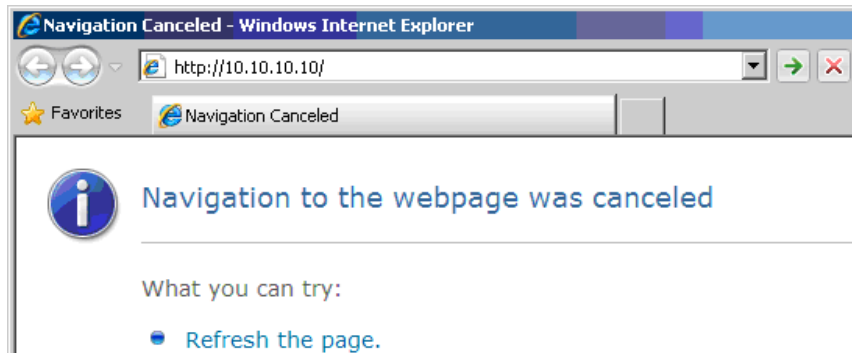 Navigation Canceled - Windows Internet Explorer
http://10.10.10.10/
Favorites
Navigation Canceled
Navigation to the webpage was canceled
What you can try:
Refresh the page.